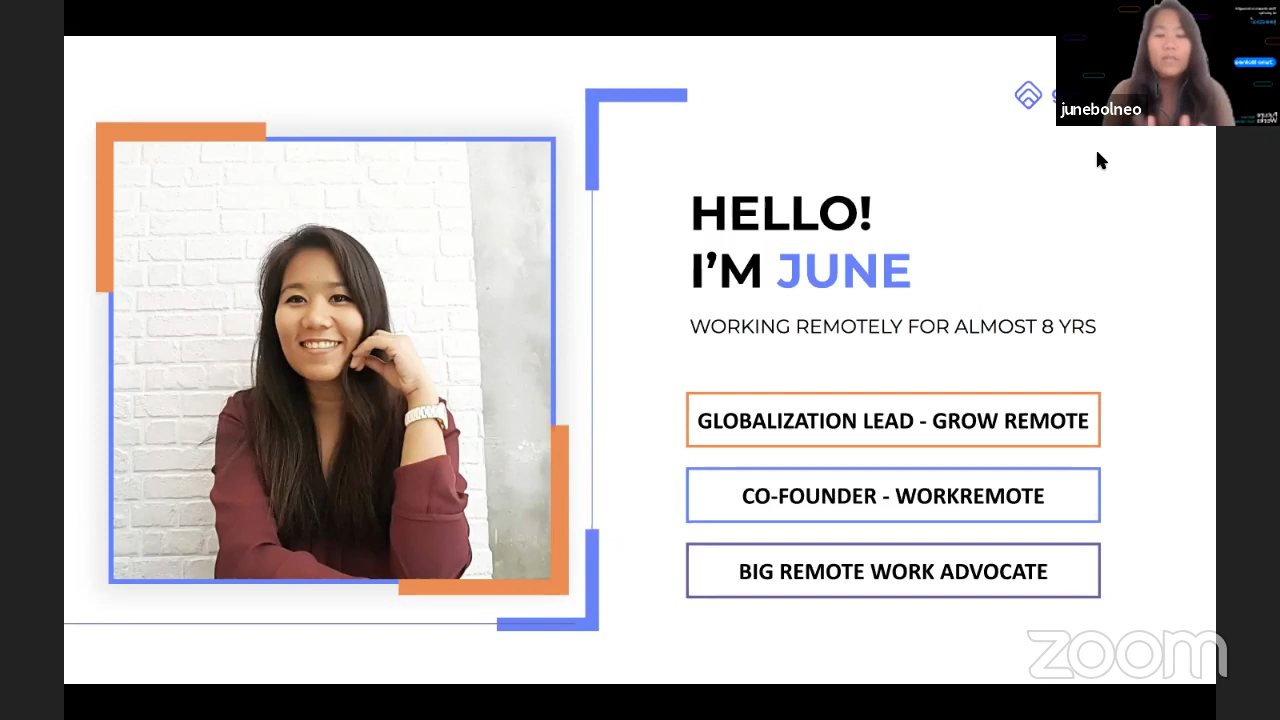 HELLO!
I’M JUNE
WORKING REMOTELY FOR ALMOST 8 YRS
GLOBALIZATION LEAD - GROW REMOTE
CO-FOUNDER - WORKREMOTE
BIG REMOTE WORK ADVOCATE
junebolneo
zoom